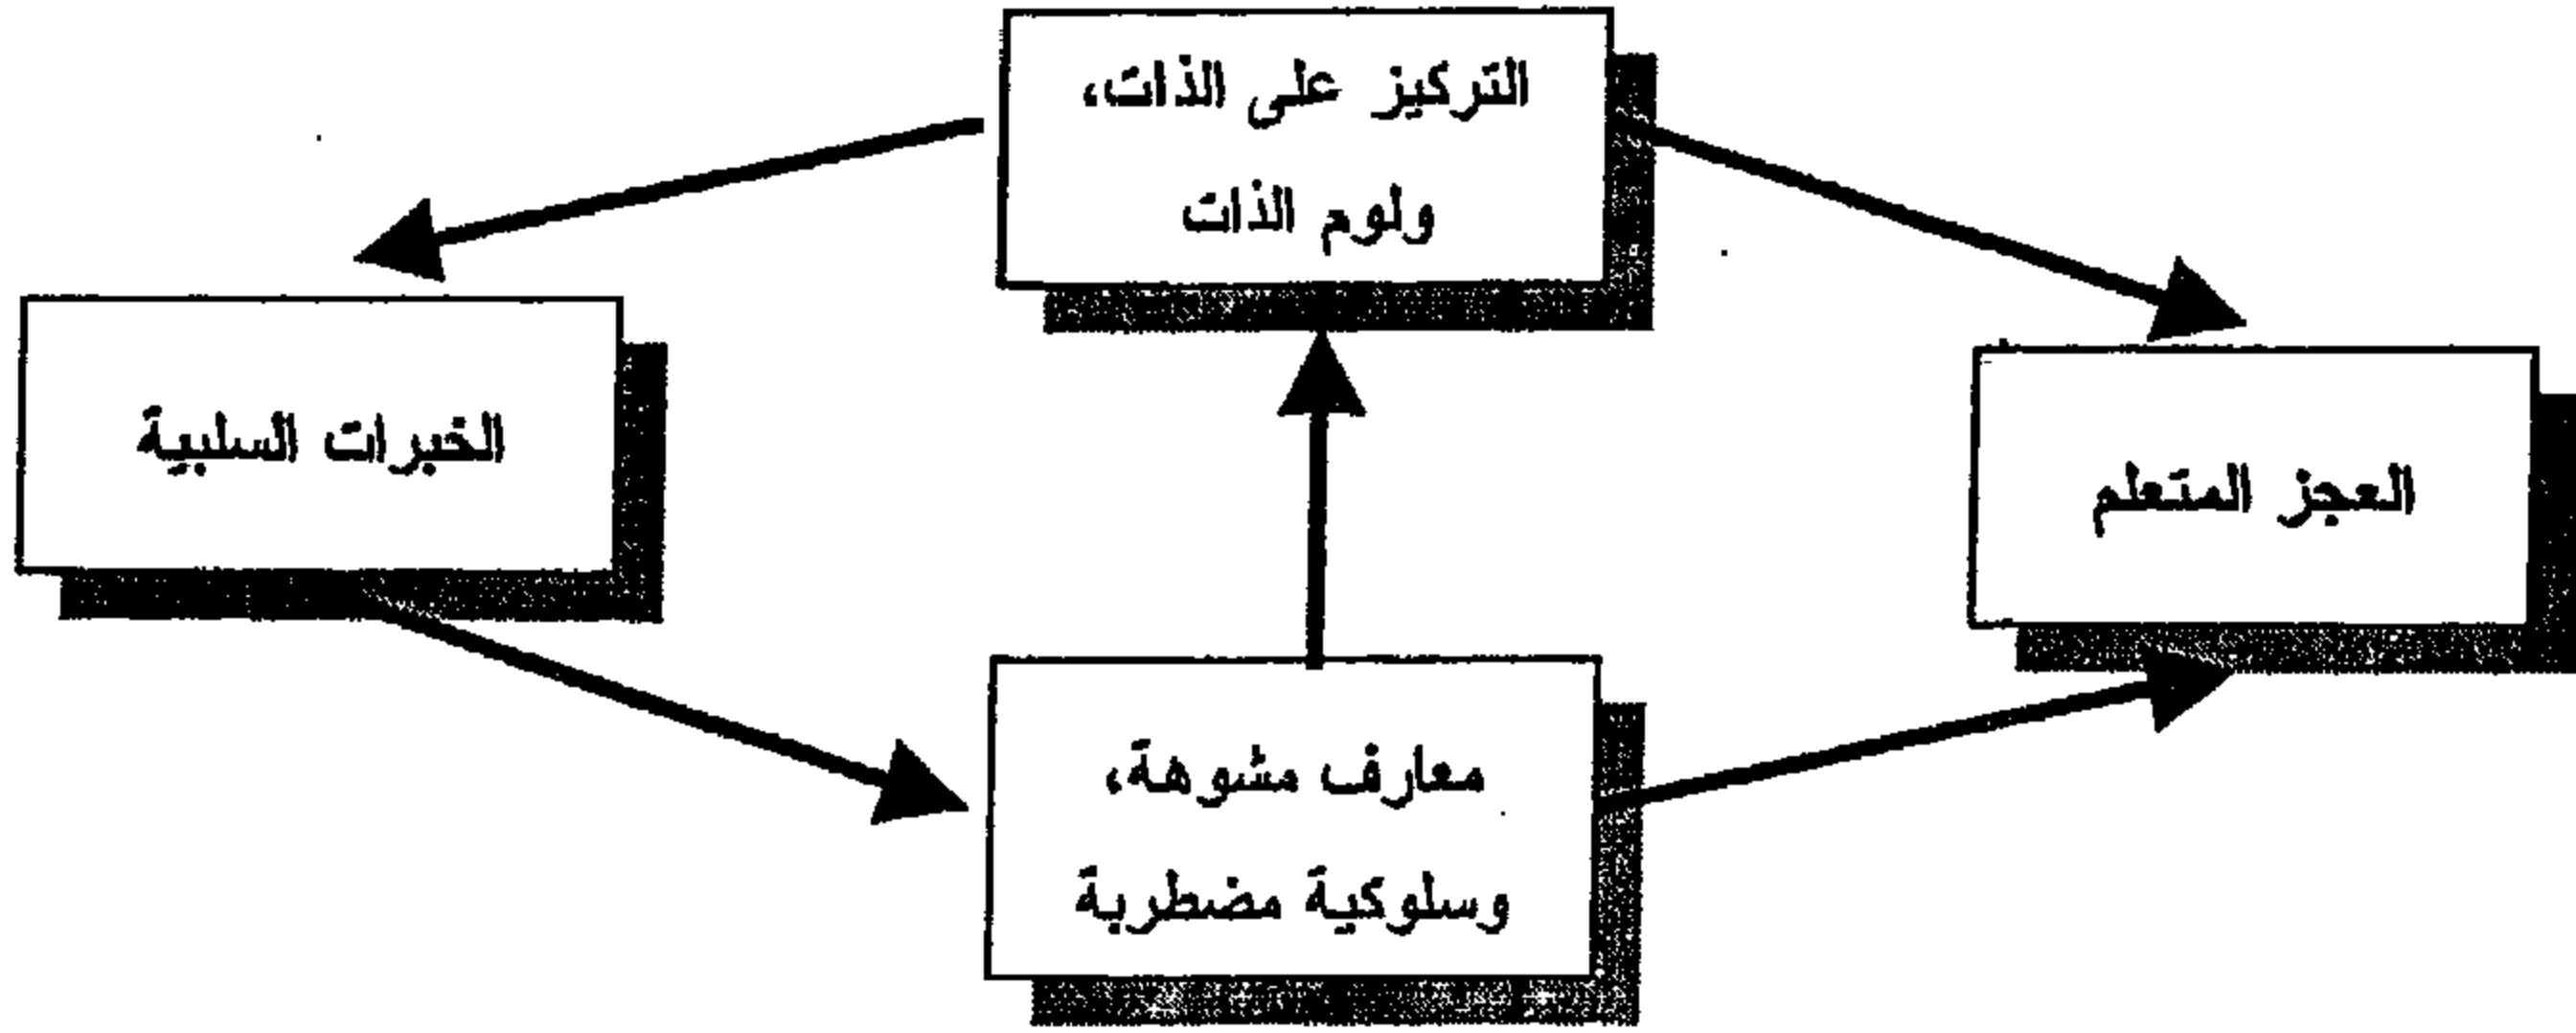 التركيز على الذات،
ولوم الذات
الخبرات السلبية
العجز المتعلم
معارف مشوهة،
وسلوكية مضطربة